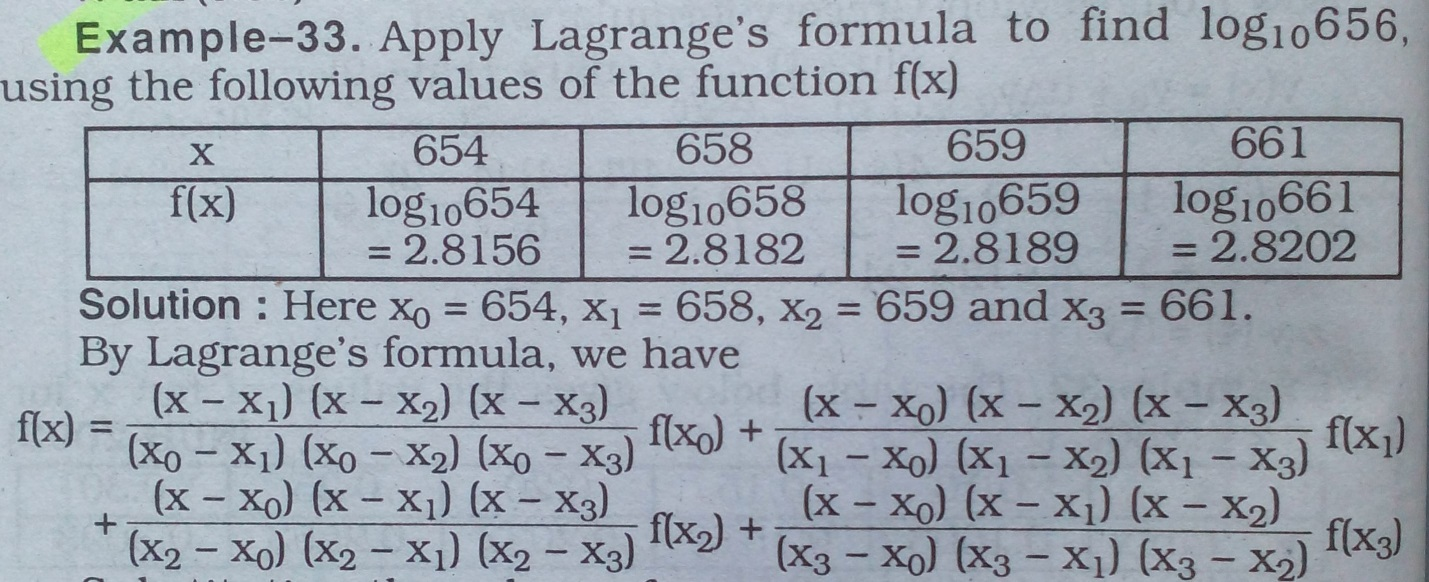 Example–33. Apply Lagrange's formula to find log₁₀656,
using the following values of the function f(x)
x 654 658 659 661
f(x) log₁₀654 log₁₀658 log₁₀659 log₁₀661
= 2.8156 = 2.8182 = 2.8189 = 2.8202
Solution : Here x₀ = 654, x₁ = 658, x₂ = 659 and x₃ = 661.
By Lagrange's formula, we have
f(x) = (x – x₁) (x – x₂) (x – x₃) / (x₀ – x₁) (x₀ – x₂) (x₀ – x₃) f(x₀) + (x – x₀) (x – x₂) (x – x₃) / (x₁ – x₀) (x₁ – x₂) (x₁ – x₃) f(x₁)
+ (x – x₀) (x – x₁) (x – x₃) / (x₂ – x₀) (x₂ – x₁) (x₂ – x₃) f(x₂) + (x – x₀) (x – x₁) (x – x₂) / (x₃ – x₀) (x₃ – x₁) (x₃ – x₂) f(x₃)